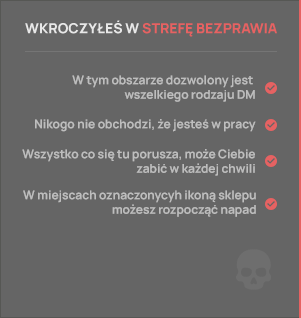 WKROCZYŁEŚ W STREFĘ BEZPRAWIA
W tym obszarze dozwolony jest
wszelkiego rodzaju DM
Nikogo nie obchodzi, że jesteś w pracy
Wszystko co się tu porusza, może Ciebie
zabić w każdej chwili
W miejscach oznaczonycyh ikoną sklepu
możesz rozpocząć napad